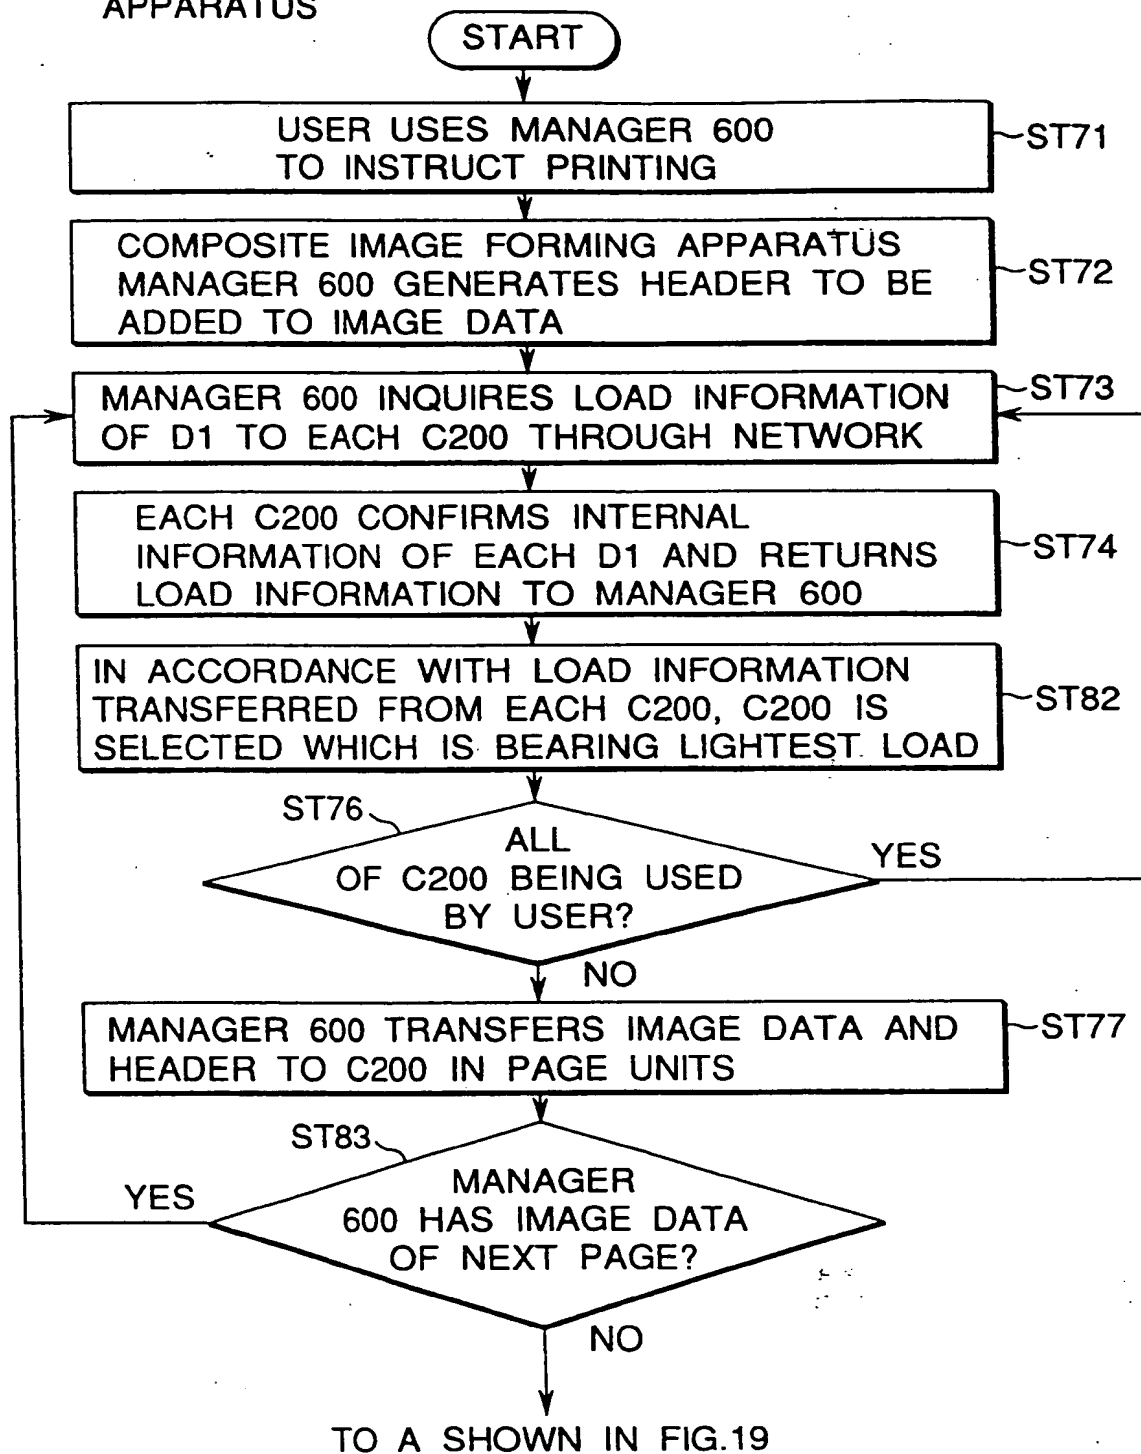 APPARATUS
START
USER USES MANAGER 600
TO INSTRUCT PRINTING
ST71
COMPOSITE IMAGE FORMING APPARATUS
MANAGER 600 GENERATES HEADER TO BE
ADDED TO IMAGE DATA
ST72
MANAGER 600 INQUIRES LOAD INFORMATION
OF D1 TO EACH C200 THROUGH NETWORK
ST73
EACH C200 CONFIRMS INTERNAL
INFORMATION OF EACH D1 AND RETURNS
LOAD INFORMATION TO MANAGER 600
ST74
IN ACCORDANCE WITH LOAD INFORMATION
TRANSFERRED FROM EACH C200, C200 IS
SELECTED WHICH IS BEARING LIGHTEST LOAD
ST82
ST76
ALL
OF C200 BEING USED
BY USER?
YES
NO
MANAGER 600 TRANSFERS IMAGE DATA AND
HEADER TO C200 IN PAGE UNITS
ST77
ST83
MANAGER
600 HAS IMAGE DATA
OF NEXT PAGE?
YES
NO
TO A SHOWN IN FIG.19